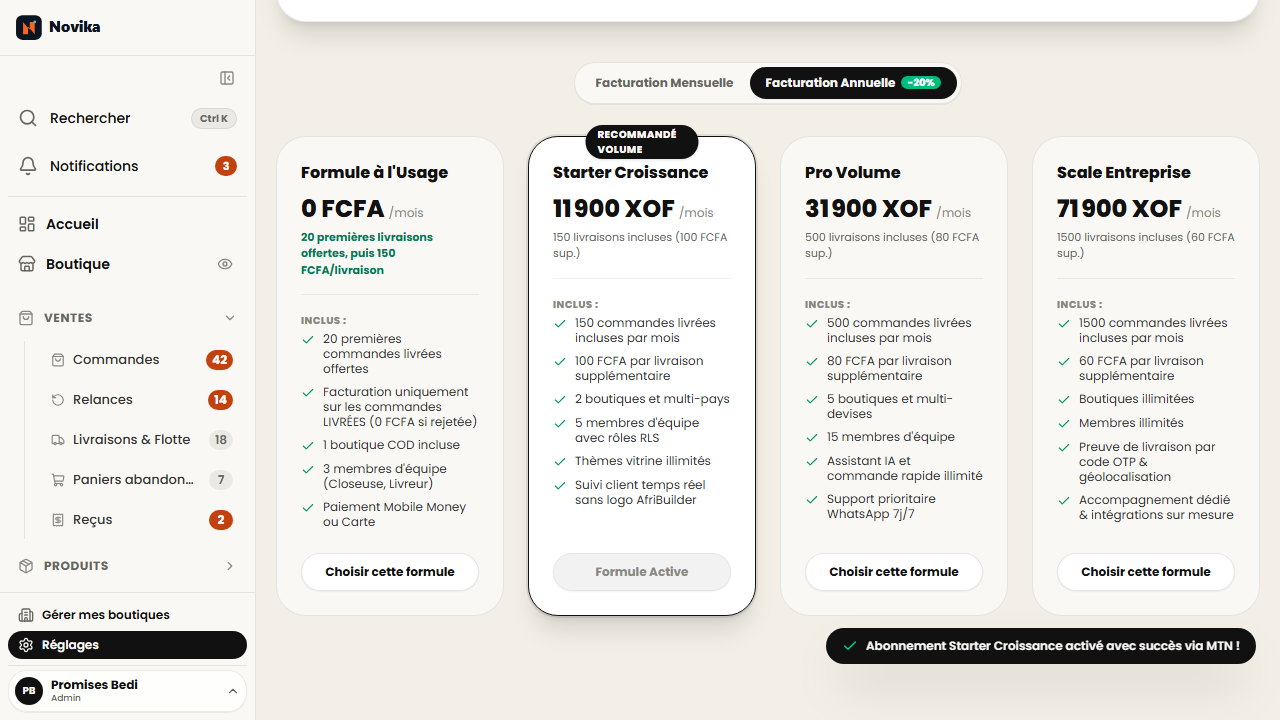 Novika
Rechercher
Ctrl K
Notifications
3
Accueil
Boutique
VENTES
Commandes
42
Relances
14
Livraisons & Flotte
18
Paniers abandon...
7
Reçus
2
PRODUITS
Gérer mes boutiques
Réglages
PB
Promises Bedi
Admin
Facturation Mensuelle
Facturation Annuelle
-20%
Formule à l'Usage
0 FCFA /mois
20 premières livraisons
offertes, puis 150
FCFA/livraison
INCLUS :
20 premières
commandes livrées
offertes
Facturation uniquement
sur les commandes
LIVRÉES (0 FCFA si rejetée)
1 boutique COD incluse
3 membres d'équipe
(Closeuse, Livreur)
Paiement Mobile Money
ou Carte
Choisir cette formule
RECOMMANDÉ
VOLUME
Starter Croissance
11 900 XOF /mois
150 livraisons incluses (100 FCFA
sup.)
INCLUS :
150 commandes livrées
incluses par mois
100 FCFA par livraison
supplémentaire
2 boutiques et multi-pays
5 membres d'équipe
avec rôles RLS
Thèmes vitrine illimités
Suivi client temps réel
sans logo AfriBuilder
Formule Active
Pro Volume
31 900 XOF /mois
500 livraisons incluses (80 FCFA
sup.)
INCLUS :
500 commandes livrées
incluses par mois
80 FCFA par livraison
supplémentaire
5 boutiques et multi-
devises
15 membres d'équipe
Assistant IA et
commande rapide illimité
Support prioritaire
WhatsApp 7j/7
Choisir cette formule
Scale Entreprise
71 900 XOF /mois
1500 livraisons incluses (60 FCFA
sup.)
INCLUS :
1500 commandes livrées
incluses par mois
60 FCFA par livraison
supplémentaire
Boutiques illimitées
Membres illimités
Preuve de livraison par
code OTP &
géolocalisation
Accompagnement dédié
& intégrations sur mesure
Choisir cette formule
Abonnement Starter Croissance activé avec succès via MTN !